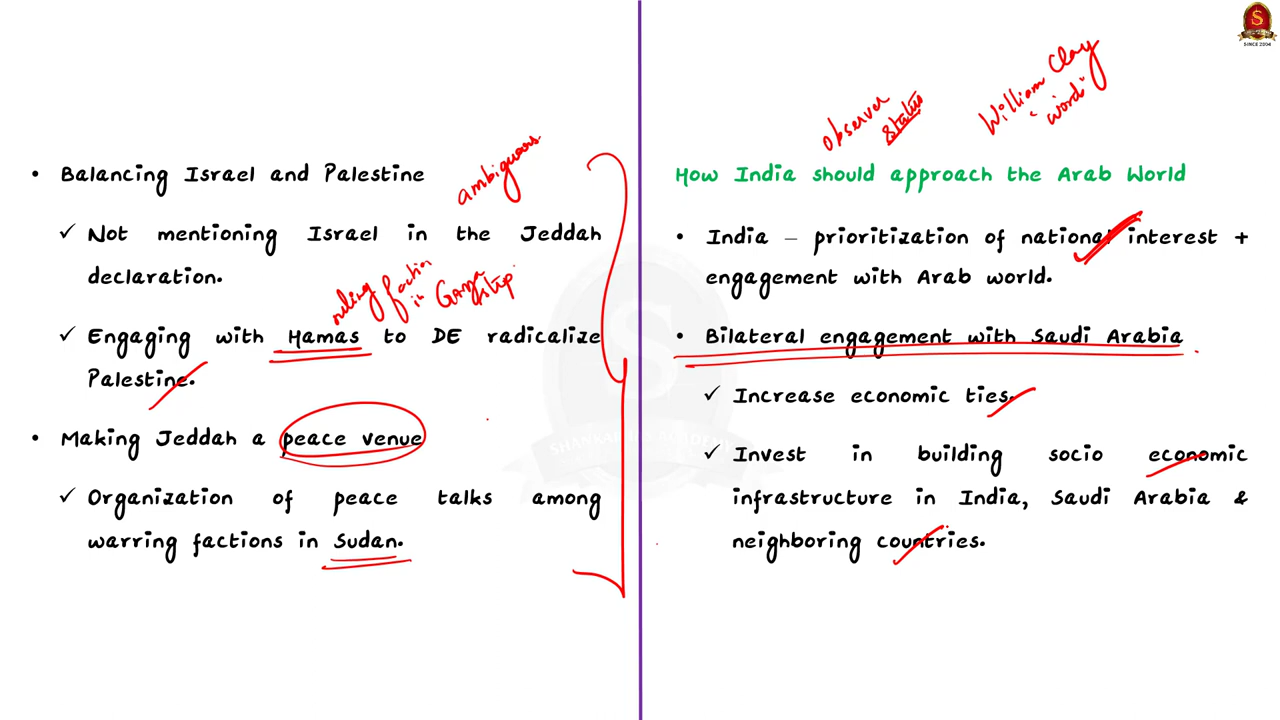 • Balancing Israel and Palestine
ambiguous
✓ Not mentioning Israel in the Jeddah
declaration.
ruling faction
in Gaza
strip
✓ Engaging with Hamas to DE radicalize
Palestine.
• Making Jeddah a peace venue
✓ Organization of peace talks among
warring factions in Sudan.
S
SINCE 2004
observer
status
William Clay
"word"
How India should approach the Arab World
• India – prioritization of national interest +
engagement with Arab world.
• Bilateral engagement with Saudi Arabia
✓ Increase economic ties.
✓ Invest in building socio economic
infrastructure in India, Saudi Arabia &
neighboring countries.